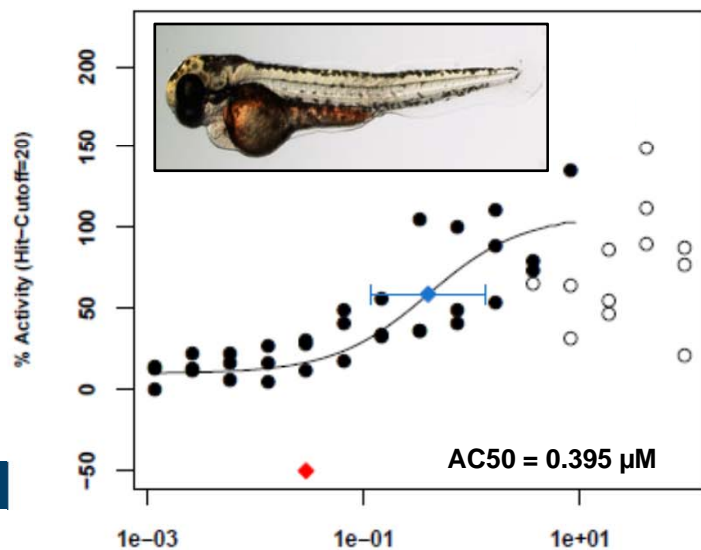 % Activity (Hit-Cutoff=20)
200
150
100
50
0
-50
AC50 = 0.395 µM
1e-03
1e-01
1e+01